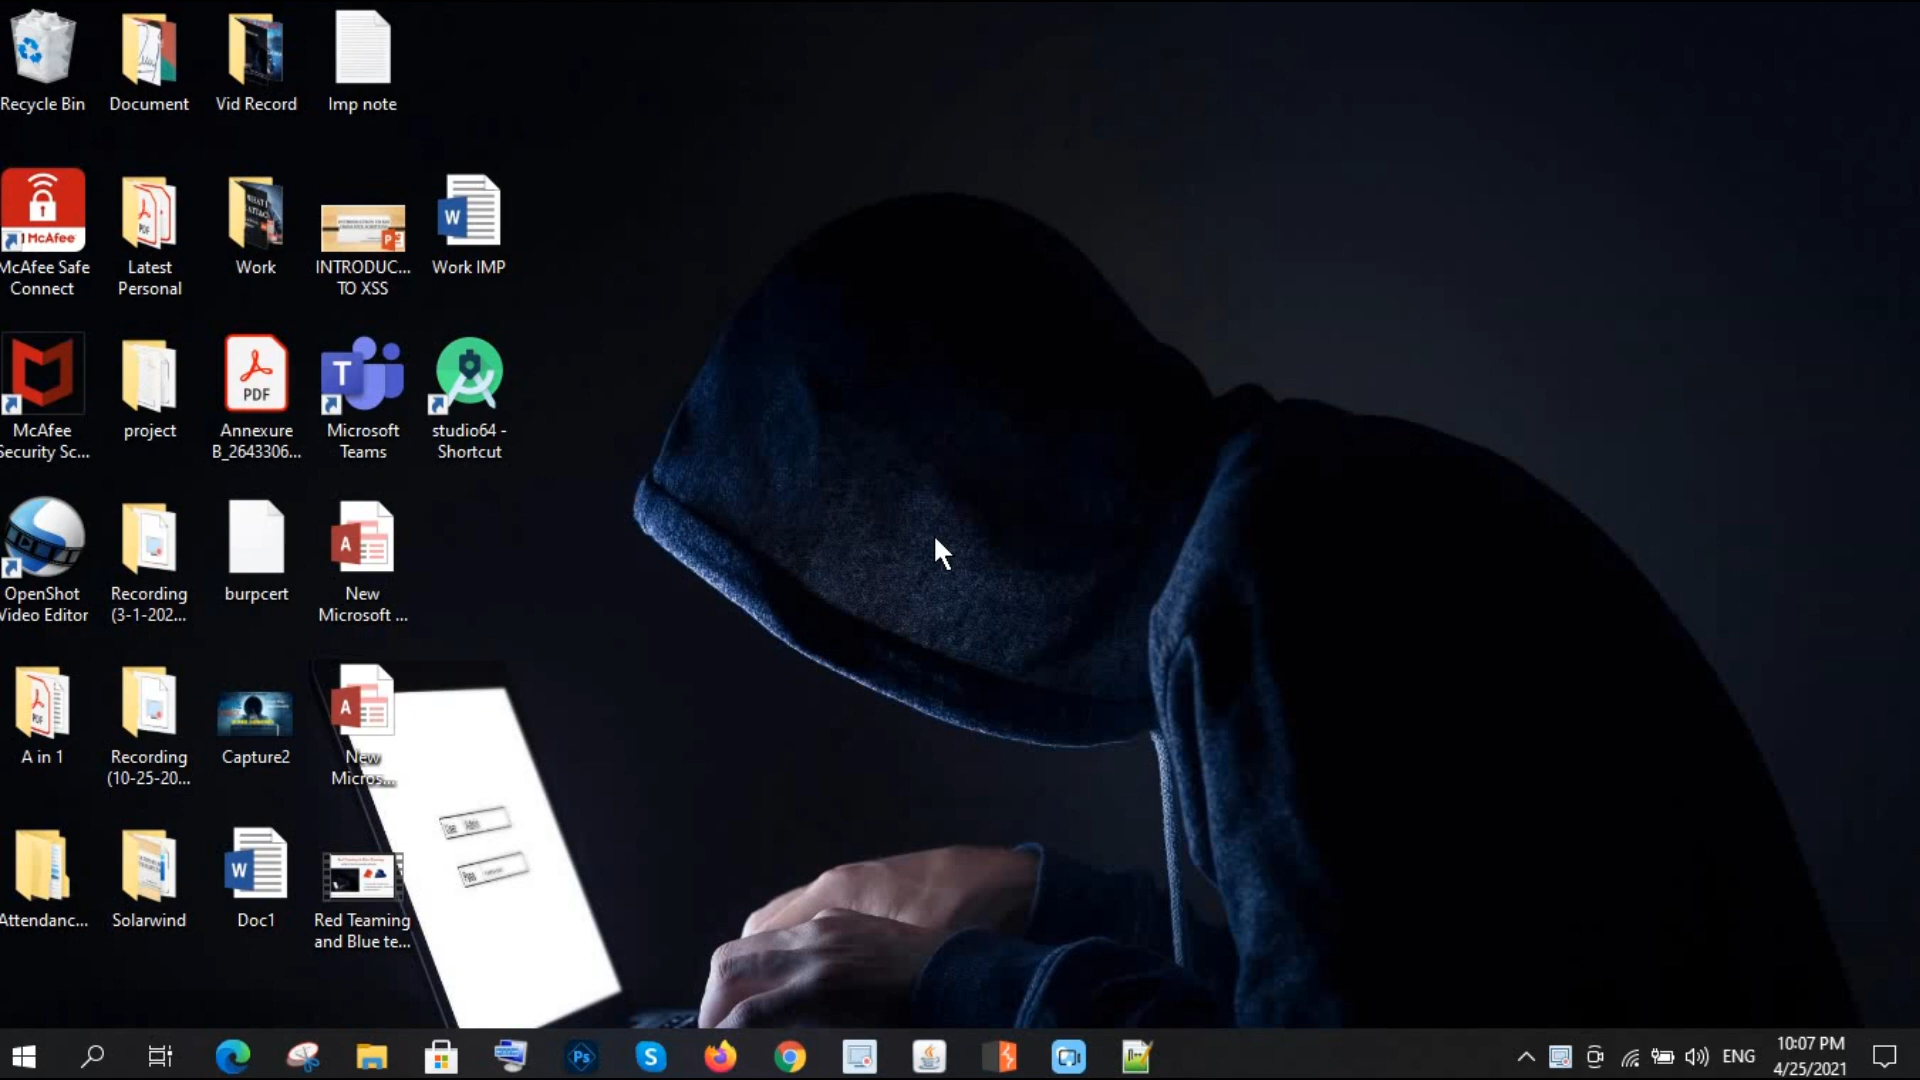 Recycle Bin
Document
Vid Record
Imp note
McAfee
McAfee Safe
Connect
Latest
Personal
Work
INTRODUC...
TO XSS
Work IMP
McAfee
Security Sc...
project
PDF
Annexure
B_2643306...
Microsoft
Teams
studio64 -
Shortcut
OpenShot
Video Editor
Recording
(3-1-202...
burpcert
New
Microsoft ...
A in 1
Recording
(10-25-20...
Capture2
New
Micros...
Attendanc...
Solarwind
Doc1
Red Teaming
and Blue te...
ENG
10:07 PM
4/25/2021